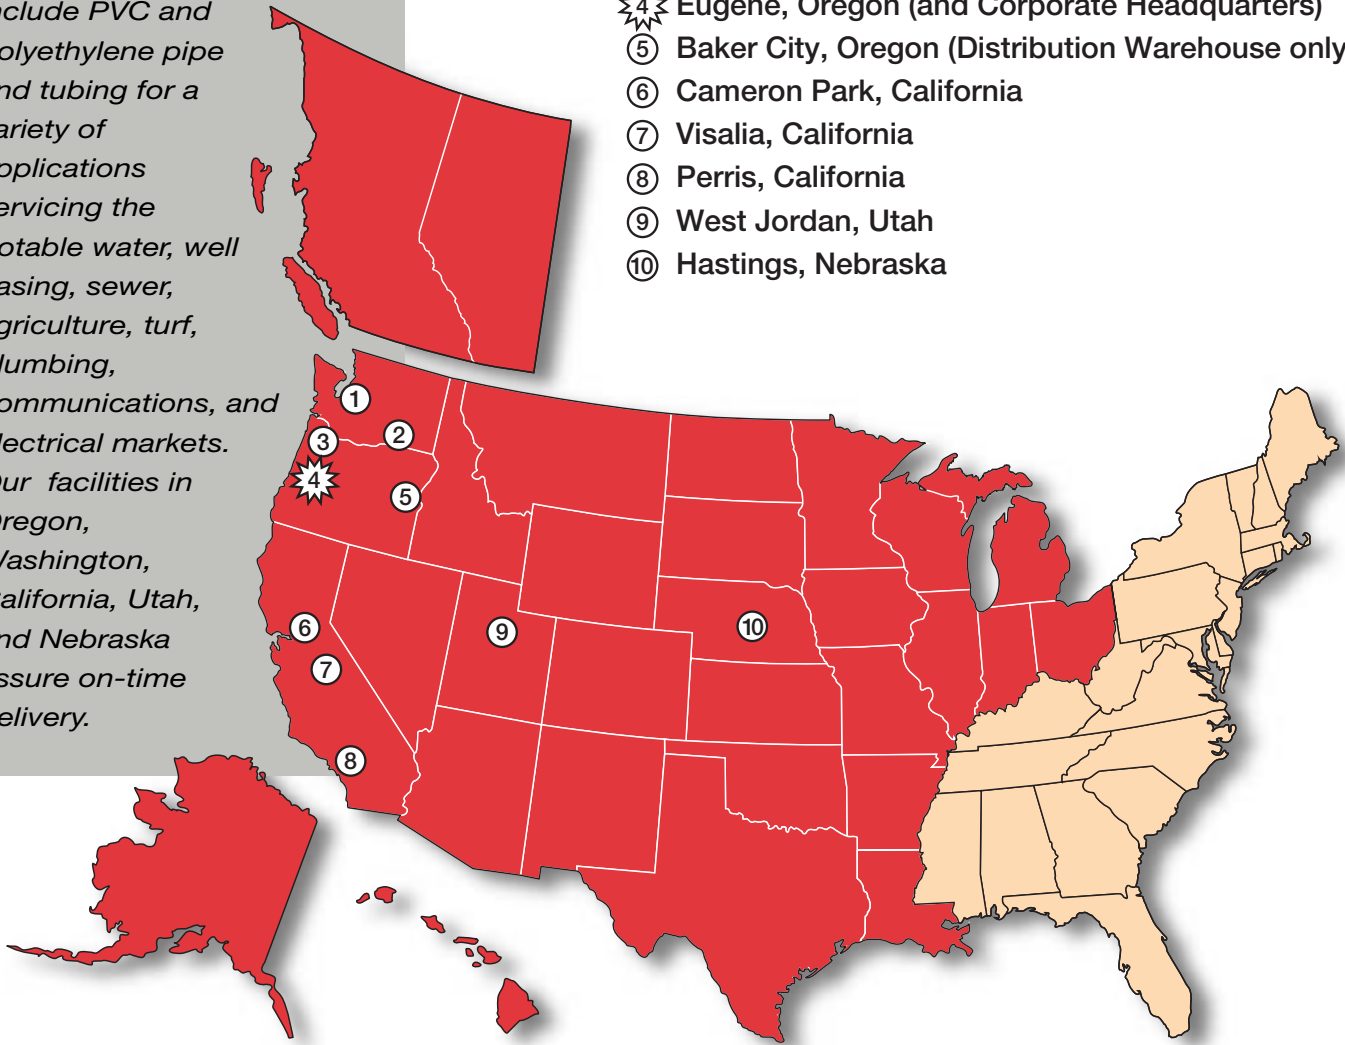 nclude PVC and
olyethylene pipe
nd tubing for a
ariety of
pplications
ervicing the
otable water, well
asing, sewer,
griculture, turf,
lumbing,
ommunications, and
lectrical markets.
ur facilities in
regon,
Washington,
alifornia, Utah,
nd Nebraska
ssure on-time
elivery.
4 Eugene, Oregon (and Corporate Headquarters)
5 Baker City, Oregon (Distribution Warehouse only
6 Cameron Park, California
7 Visalia, California
8 Perris, California
9 West Jordan, Utah
10 Hastings, Nebraska
1
2
3
4
5
6
7
8
9
10